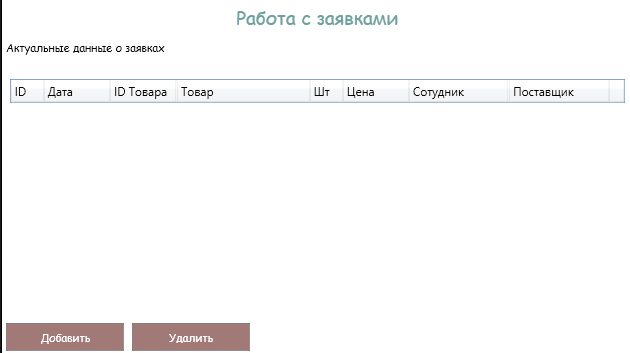 Работа с заявками
Актуальные данные о заявках
ID Дата ID Товара Товар Шт Цена Сотудник Поставщик
Добавить Удалить